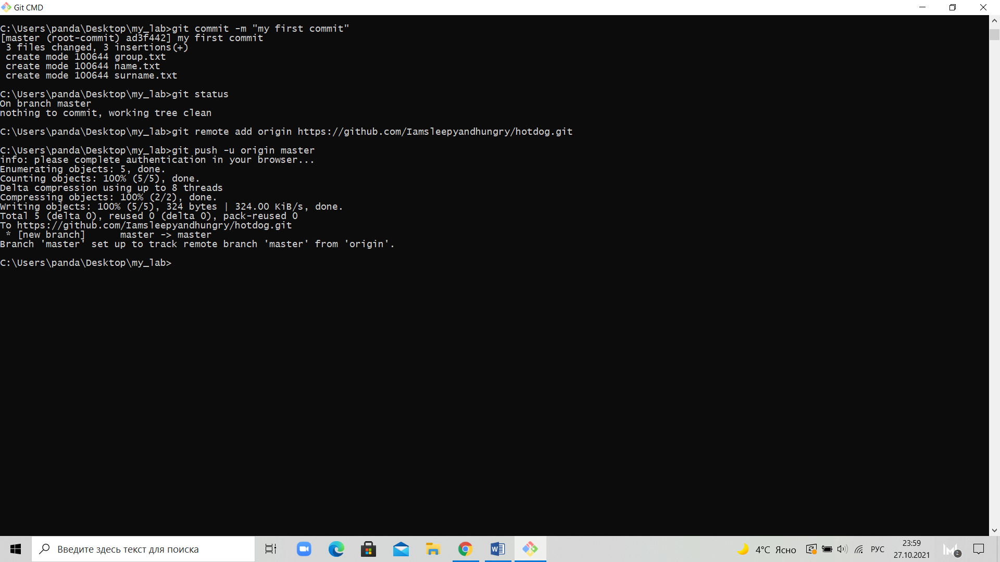 Git CMD
C:\Users\panda\Desktop\my_lab>git commit -m "my first commit"
[master (root-commit) ad3f442] my first commit
 3 files changed, 3 insertions(+)
 create mode 100644 group.txt
 create mode 100644 name.txt
 create mode 100644 surname.txt
C:\Users\panda\Desktop\my_lab>git status
On branch master
nothing to commit, working tree clean
C:\Users\panda\Desktop\my_lab>git remote add origin https://github.com/Iamsleepyandhungry/hotdog.git
C:\Users\panda\Desktop\my_lab>git push -u origin master
info: please complete authentication in your browser...
Enumerating objects: 5, done.
Counting objects: 100% (5/5), done.
Delta compression using up to 8 threads
Compressing objects: 100% (2/2), done.
Writing objects: 100% (5/5), 324 bytes | 324.00 KiB/s, done.
Total 5 (delta 0), reused 0 (delta 0), pack-reused 0
To https://github.com/Iamsleepyandhungry/hotdog.git
 * [new branch]      master -> master
Branch 'master' set up to track remote branch 'master' from 'origin'.
C:\Users\panda\Desktop\my_lab>
Введите здесь текст для поиска
4°C Ясно
РУС
23:59
27.10.2021
2